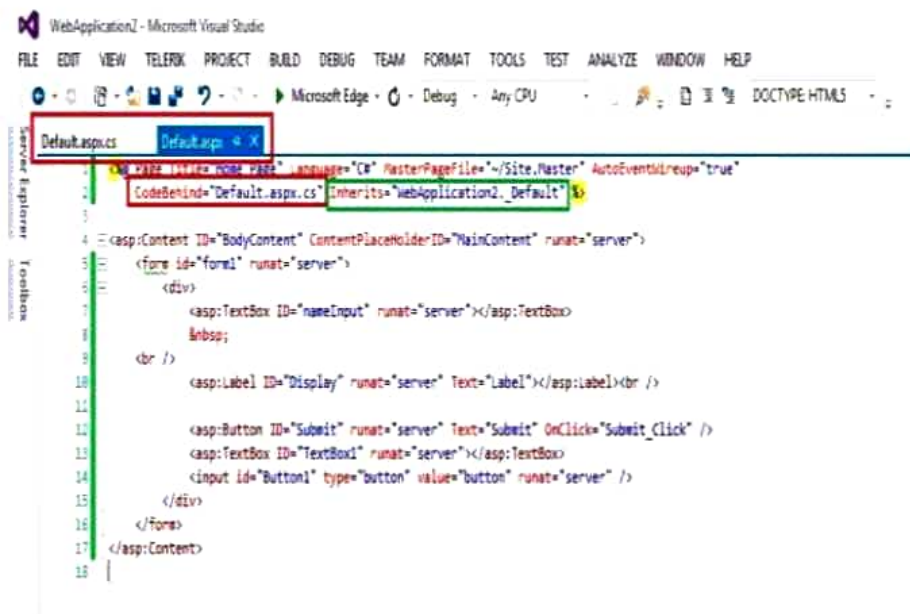 WebApplication2 - Microsoft Visual Studio
FILE EDIT VIEW TELERIK PROJECT BUILD DEBUG TEAM FORMAT TOOLS TEST ANALYZE WINDOW HELP
Microsoft Edge Debug Any CPU DOCTYPE: HTML5
Default.aspx.cs Default.aspx
Server Explorer
Toolbox
<%@ Page Title="Home Page" Language="C#" MasterPageFile="~/Site.Master" AutoEventWireup="true"
2 CodeBehind="Default.aspx.cs" Inherits="WebApplication2._Default" %>
3
4 <asp:Content ID="BodyContent" ContentPlaceHolderID="MainContent" runat="server">
5 <form id="form1" runat="server">
6 <div>
7 <asp:TextBox ID="nameInput" runat="server"></asp:TextBox>
8 &nbsp;
9 <br />
10 <asp:Label ID="Display" runat="server" Text="Label"></asp:Label><br />
11
12 <asp:Button ID="Submit" runat="server" Text="Submit" OnClick="Submit_Click" />
13 <asp:TextBox ID="TextBox1" runat="server"></asp:TextBox>
14 <input id="Button1" type="button" value="button" runat="server" />
15 </div>
16 </form>
17 </asp:Content>
18